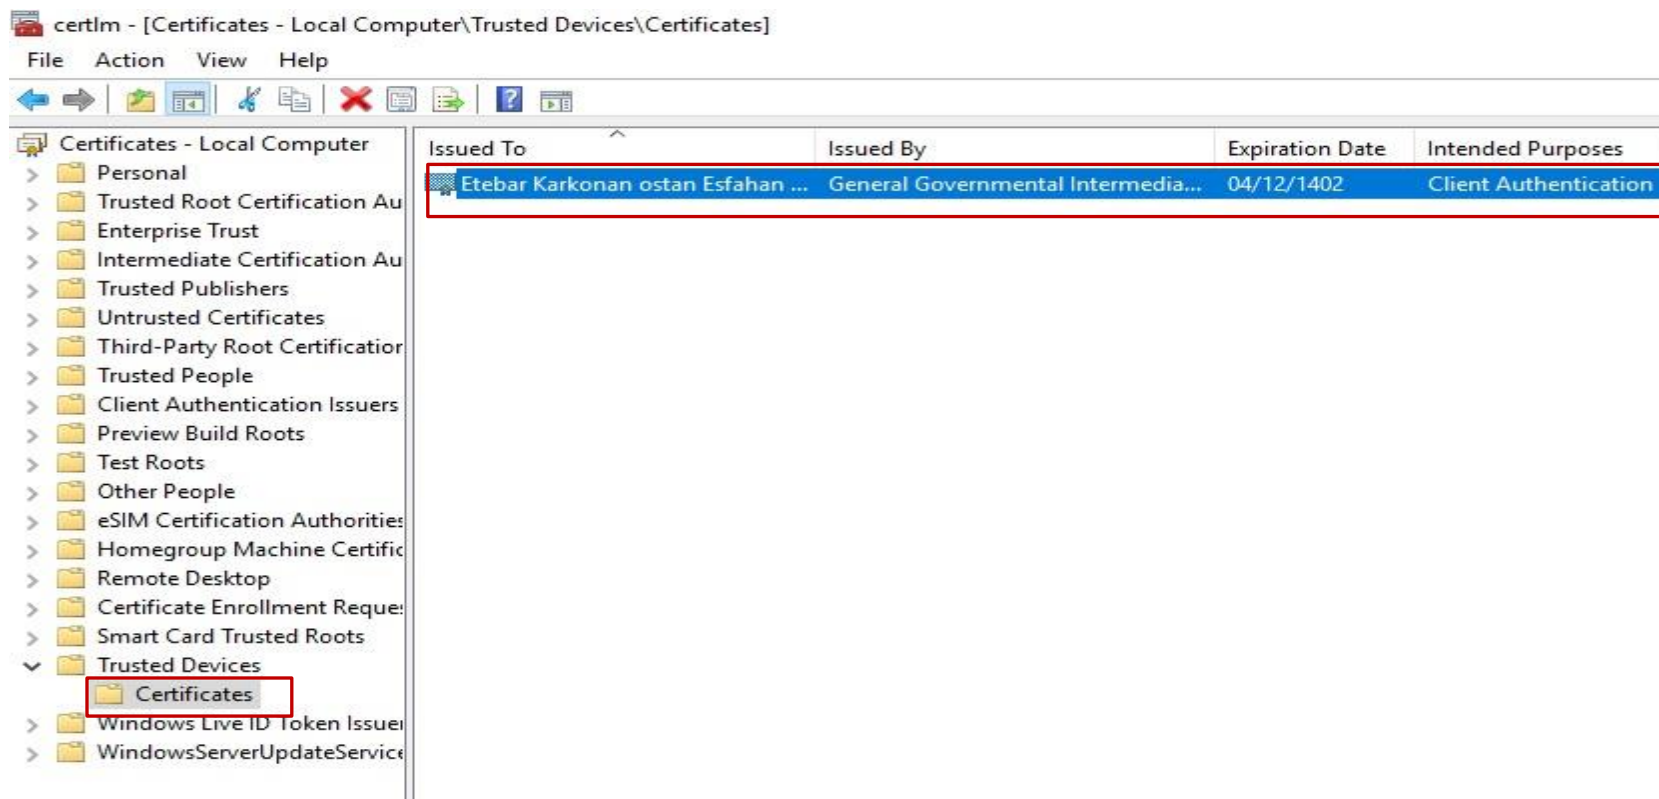 certlm - [Certificates - Local Computer\Trusted Devices\Certificates]
File Action View Help
Certificates - Local Computer
Personal
Trusted Root Certification Au
Enterprise Trust
Intermediate Certification Au
Trusted Publishers
Untrusted Certificates
Third-Party Root Certification
Trusted People
Client Authentication Issuers
Preview Build Roots
Test Roots
Other People
eSIM Certification Authorities
Homegroup Machine Certific
Remote Desktop
Certificate Enrollment Reques
Smart Card Trusted Roots
Trusted Devices
Certificates
Windows Live ID Token Issuer
WindowsServerUpdateService
Issued To Issued By Expiration Date Intended Purposes
Etebar Karkonan ostan Esfahan ... General Governmental Intermedia... 04/12/1402 Client Authentication